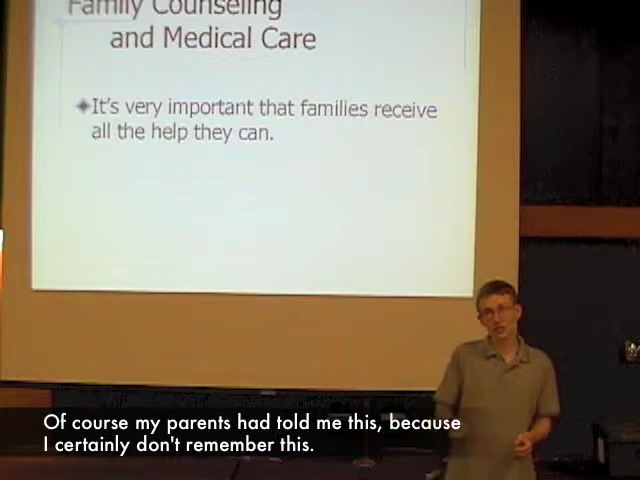 Family Counseling
and Medical Care
It's very important that families receive
all the help they can.
Of course my parents had told me this, because
I certainly don't remember this.